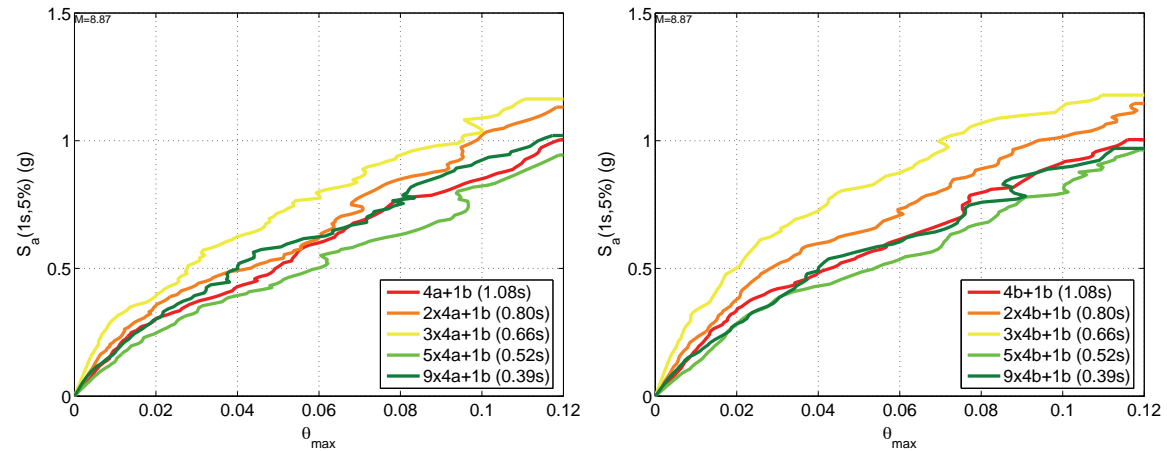 M=8.87
1.5
1
0.5
0
S_a(1s,5%) (g)
4a+1b (1.08s)
2x4a+1b (0.80s)
3x4a+1b (0.66s)
5x4a+1b (0.52s)
9x4a+1b (0.39s)
0 0.02 0.04 0.06 0.08 0.1 0.12
θ_max
M=8.87
1.5
1
0.5
0
S_a(1s,5%) (g)
4b+1b (1.08s)
2x4b+1b (0.80s)
3x4b+1b (0.66s)
5x4b+1b (0.52s)
9x4b+1b (0.39s)
0 0.02 0.04 0.06 0.08 0.1 0.12
θ_max